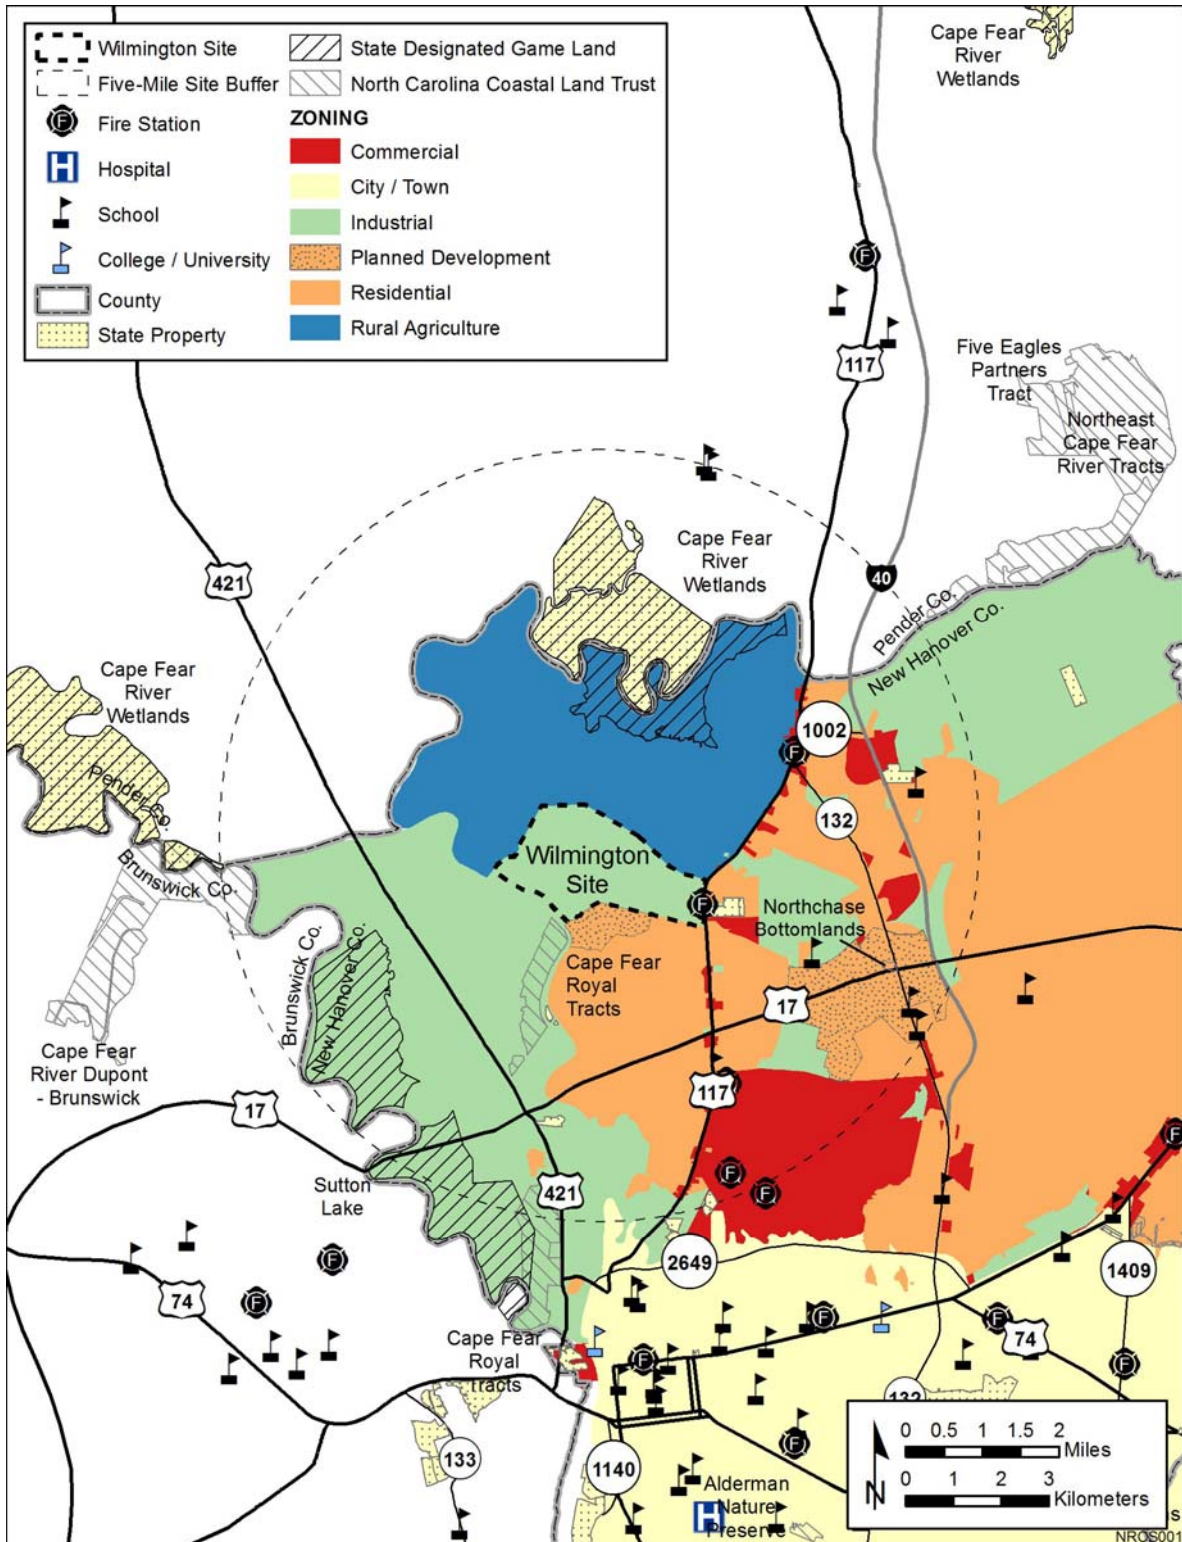 Wilmington Site
Five-Mile Site Buffer
F
Fire Station
H
Hospital
School
College / University
County
State Property
State Designated Game Land
North Carolina Coastal Land Trust
ZONING
Commercial
City / Town
Industrial
Planned Development
Residential
Rural Agriculture
Cape Fear
River
Wetlands
F
117
Five Eagles
Partners
Tract
Northeast
Cape Fear
River Tracts
421
Cape Fear
River
Wetlands
40
Pender Co.
New Hanover Co.
Cape Fear
River
Wetlands
Pender Co.
Brunswick Co.
1002
F
132
Wilmington
Site
F
Northchase
Bottomlands
Brunswick Co.
New Hanover Co.
Cape Fear
Royal
Tracts
17
Cape Fear
River Dupont
- Brunswick
17
117
F
F
F
Sutton
Lake
421
2649
1409
F
F
74
Cape Fear
Royal
Tracts
F
F
F
74
F
132
133
1140
F
Alderman
Nature
Preserve
H
0 0.5 1 1.5 2
Miles
0 1 2 3
Kilometers
N
NROS001